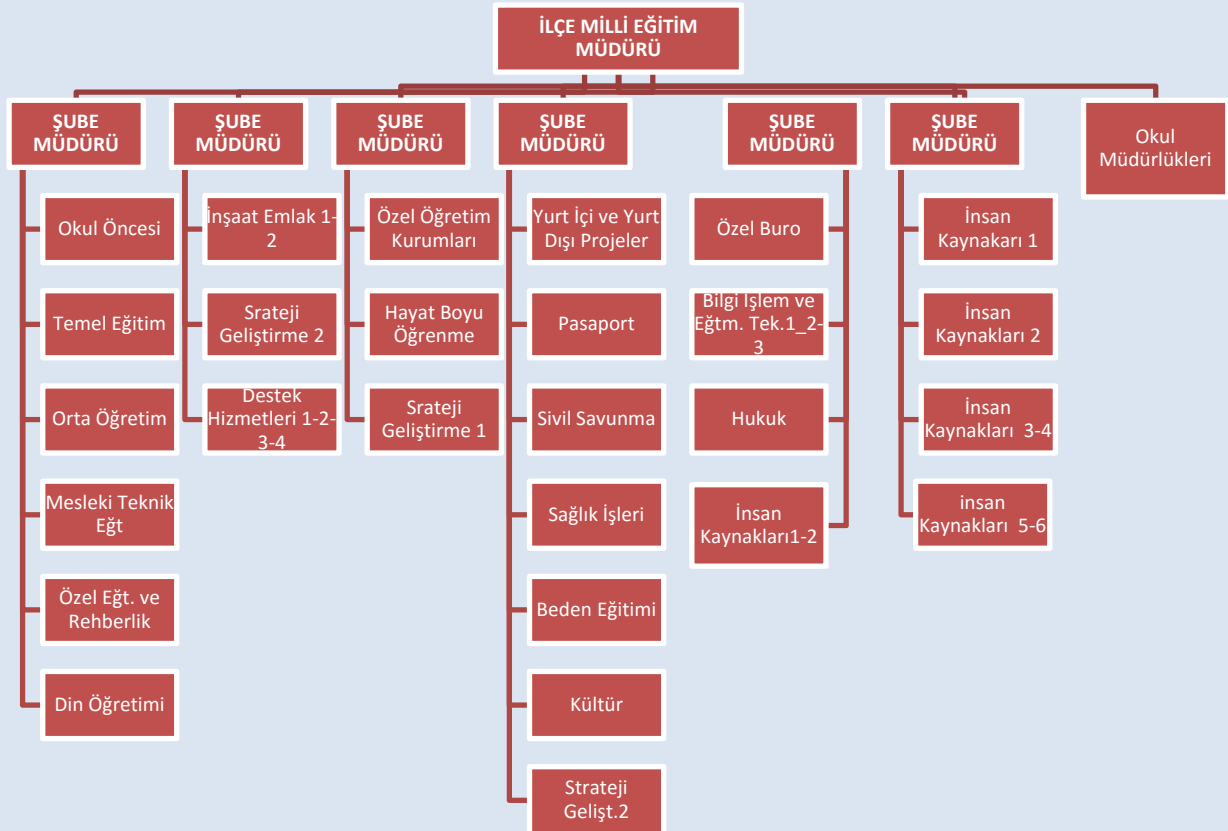 İLÇE MİLLİ EĞİTİM
MÜDÜRÜ
ŞUBE
MÜDÜRÜ
Okul Öncesi
Temel Eğitim
Orta Öğretim
Mesleki Teknik
Eğt
Özel Eğt. ve
Rehberlik
Din Öğretimi
ŞUBE
MÜDÜRÜ
İnşaat Emlak 1-
2
Srateji
Geliştirme 2
Destek
Hizmetleri 1-2-
3-4
ŞUBE
MÜDÜRÜ
Özel Öğretim
Kurumları
Hayat Boyu
Öğrenme
Srateji
Geliştirme 1
ŞUBE
MÜDÜRÜ
Yurt İçi ve Yurt
Dışı Projeler
Pasaport
Sivil Savunma
Sağlık İşleri
Beden Eğitimi
Kültür
Strateji
Gelişt.2
ŞUBE
MÜDÜRÜ
Özel Buro
Bilgi İşlem ve
Eğtm. Tek.1_2-
3
Hukuk
İnsan
Kaynakları1-2
ŞUBE
MÜDÜRÜ
İnsan
Kaynakarı 1
İnsan
Kaynakları 2
İnsan
Kaynakları 3-4
insan
Kaynakları 5-6
Okul
Müdürlükleri